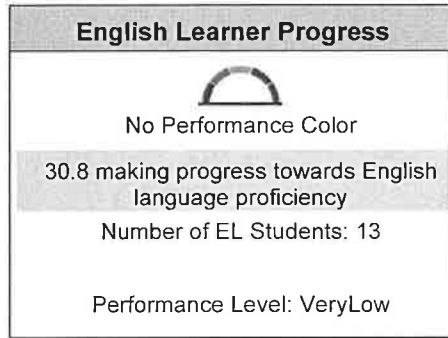 English Learner Progress
No Performance Color
30.8 making progress towards English
language proficiency
Number of EL Students: 13
Performance Level: VeryLow